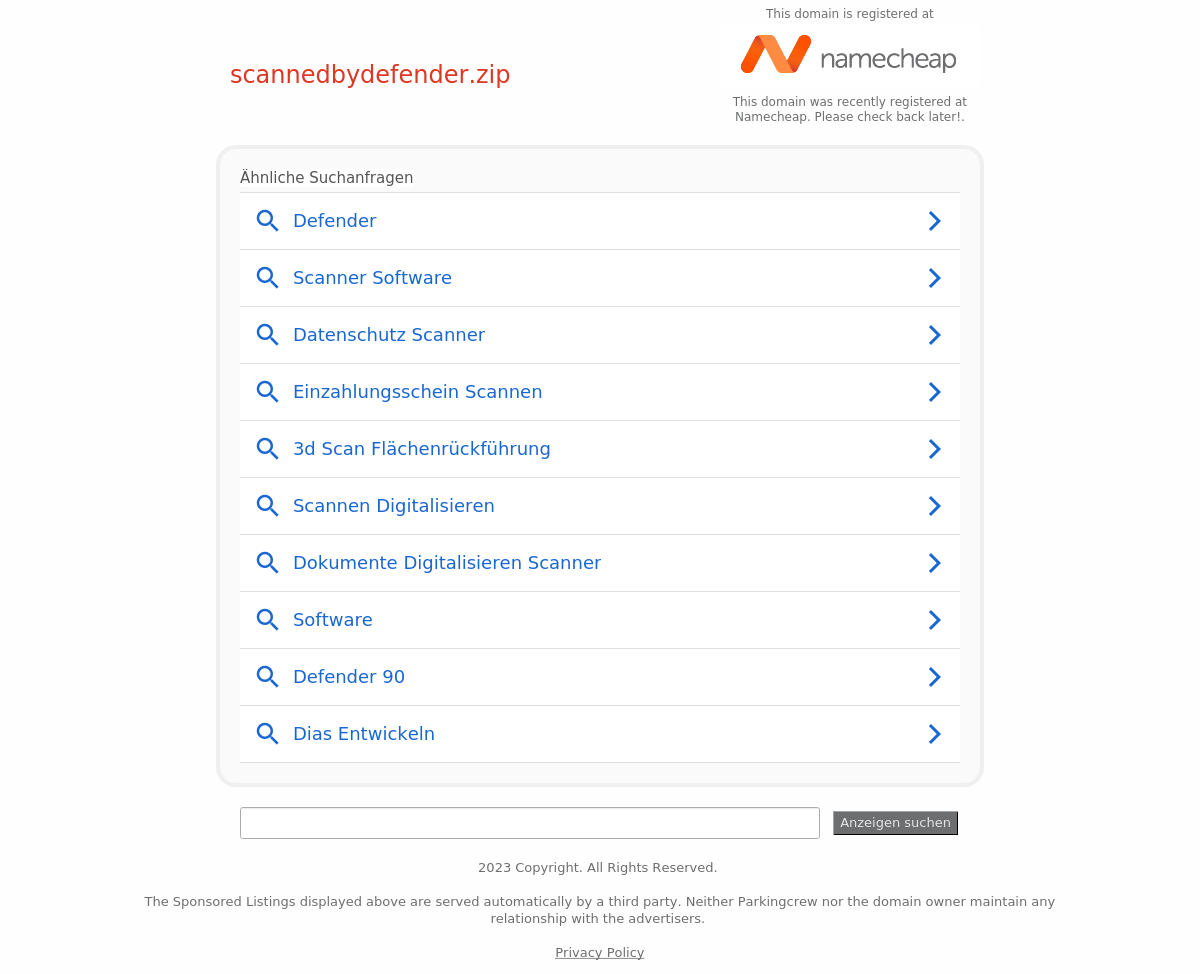 This domain is registered at
namecheap
scannedbydefender.zip
This domain was recently registered at
Namecheap. Please check back later!.
Ähnliche Suchanfragen
Defender
Scanner Software
Datenschutz Scanner
Einzahlungsschein Scannen
3d Scan Flächenrückführung
Scannen Digitalisieren
Dokumente Digitalisieren Scanner
Software
Defender 90
Dias Entwickeln
Anzeigen suchen
2023 Copyright. All Rights Reserved.
The Sponsored Listings displayed above are served automatically by a third party. Neither Parkingcrew nor the domain owner maintain any
relationship with the advertisers.
Privacy Policy